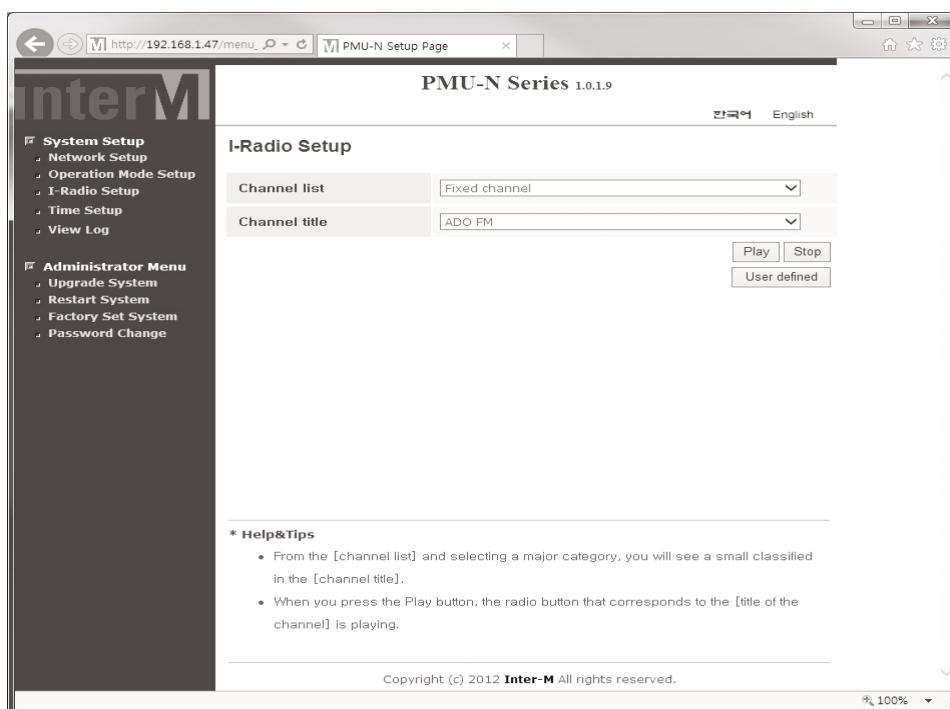 http://192.168.1.47/menu_
PMU-N Setup Page
inter M
PMU-N Series 1.0.1.9
한국어 English
System Setup
Network Setup
Operation Mode Setup
I-Radio Setup
Time Setup
View Log
Administrator Menu
Upgrade System
Restart System
Factory Set System
Password Change
I-Radio Setup
Channel list Fixed channel
Channel title ADO FM
Play Stop
User defined
* Help&Tips
• From the [channel list] and selecting a major category, you will see a small classified
in the [channel title].
• When you press the Play button, the radio button that corresponds to the [title of the
channel] is playing.
Copyright (c) 2012 Inter-M All rights reserved.
100%